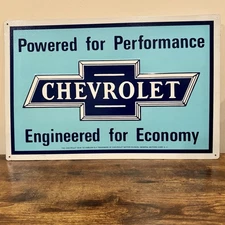 Powered for Performance
CHEVROLET
Engineered for Economy